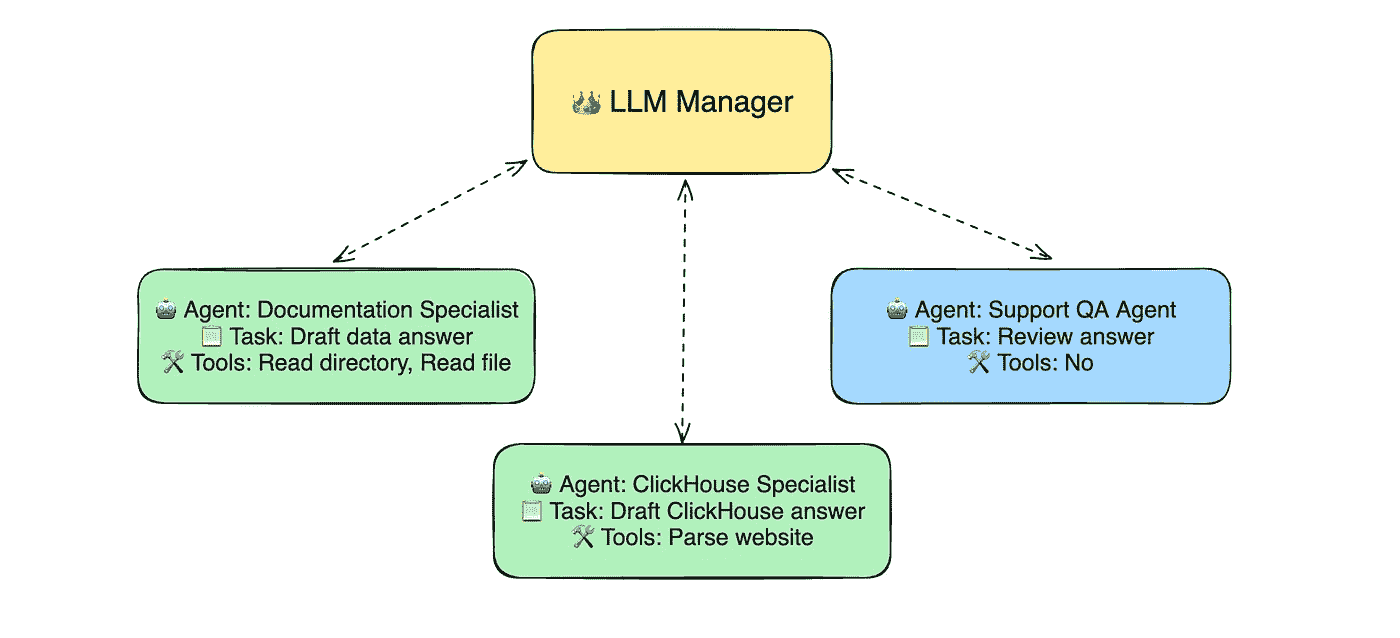 👑 LLM Manager
🤖 Agent: Documentation Specialist
📋 Task: Draft data answer
🛠️ Tools: Read directory, Read file
🤖 Agent: Support QA Agent
📋 Task: Review answer
🛠️ Tools: No
🤖 Agent: ClickHouse Specialist
📋 Task: Draft ClickHouse answer
🛠️ Tools: Parse website